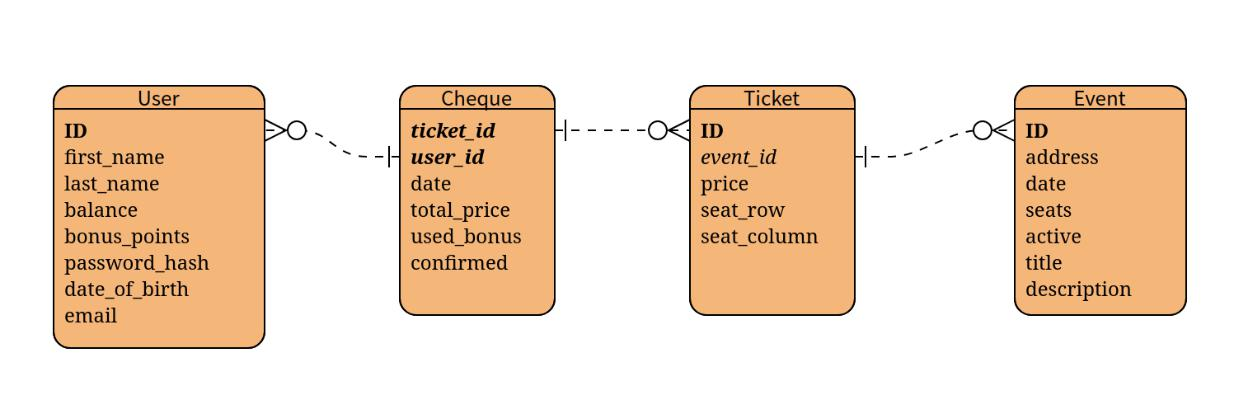 User
ID
first_name
last_name
balance
bonus_points
password_hash
date_of_birth
email
Cheque
ticket_id
user_id
date
total_price
used_bonus
confirmed
Ticket
ID
event_id
price
seat_row
seat_column
Event
ID
address
date
seats
active
title
description